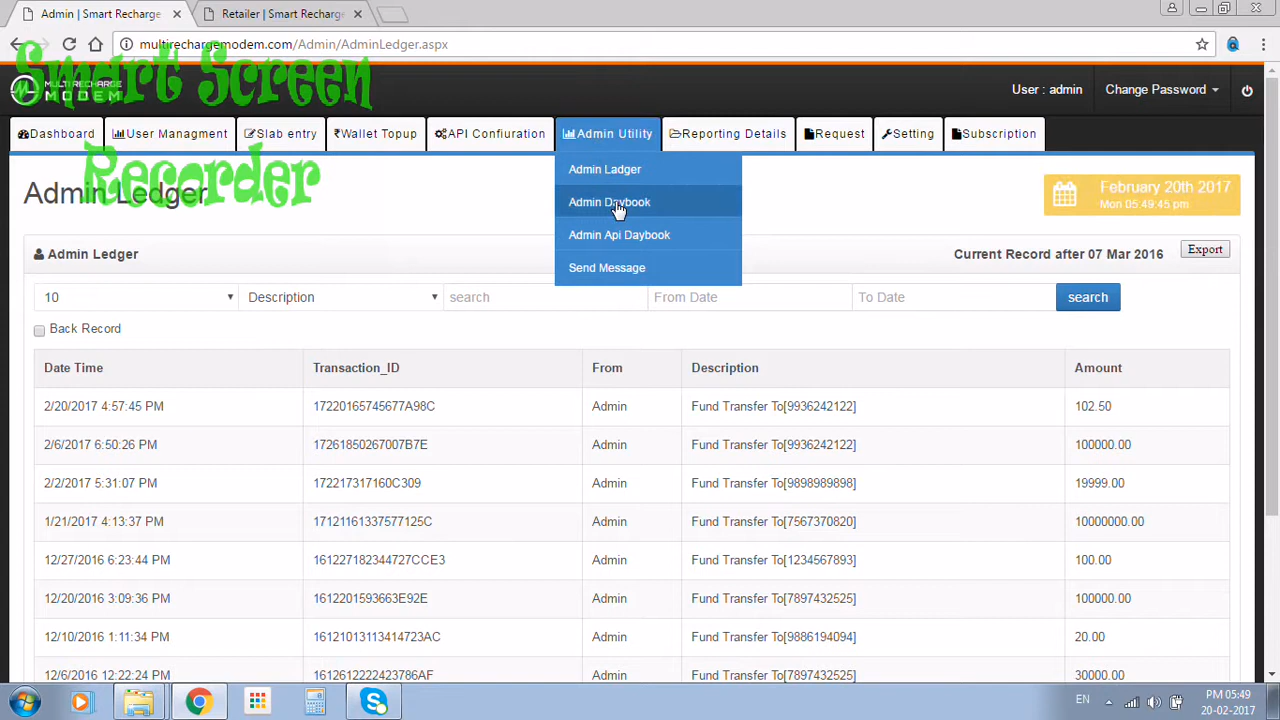 Admin | Smart Recharge
Retailer | Smart Recharge
multirechargemodem.com/Admin/AdminLedger.aspx
Smart Screen
Recorder
MULTI RECHARGE
MODEM
User : admin
Change Password
Dashboard
User Managment
Slab entry
₹Wallet Topup
API Confiuration
Admin Utility
Reporting Details
Request
Setting
Subscription
Admin Ladger
Admin Daybook
Admin Api Daybook
Send Message
Admin Ledger
February 20th 2017
Mon 05:49:45 pm
Admin Ledger
Current Record after 07 Mar 2016
Export
10
Description
search
From Date
To Date
search
Back Record
Date Time Transaction_ID From Description Amount
2/20/2017 4:57:45 PM 17220165745677A98C Admin Fund Transfer To[9936242122] 102.50
2/6/2017 6:50:26 PM 17261850267007B7E Admin Fund Transfer To[9936242122] 100000.00
2/2/2017 5:31:07 PM 172217317160C309 Admin Fund Transfer To[9898989898] 19999.00
1/21/2017 4:13:37 PM 17121161337577125C Admin Fund Transfer To[7567370820] 10000000.00
12/27/2016 6:23:44 PM 161227182344727CCE3 Admin Fund Transfer To[1234567893] 100.00
12/20/2016 3:09:36 PM 1612201593663E92E Admin Fund Transfer To[7897432525] 100000.00
12/10/2016 1:11:34 PM 16121013113414723AC Admin Fund Transfer To[9886194094] 20.00
12/6/2016 12:22:24 PM 1612612222423786AF Admin Fund Transfer To[7897432525] 30000.00
EN
PM 05:49
20-02-2017